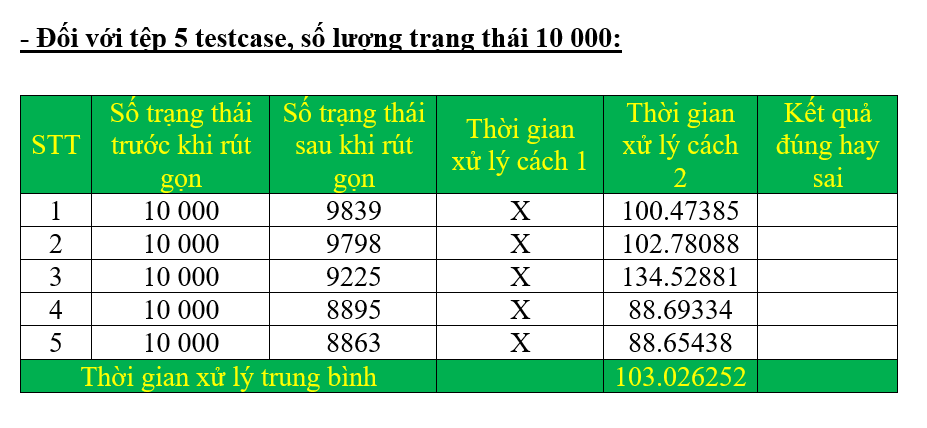 - Đối với tệp 5 testcase, số lượng trạng thái 10 000:
STT Số trạng thái trước khi rút gọn Số trạng thái sau khi rút gọn Thời gian xử lý cách 1 Thời gian xử lý cách 2 Kết quả đúng hay sai
1 10 000 9839 X 100.47385
2 10 000 9798 X 102.78088
3 10 000 9225 X 134.52881
4 10 000 8895 X 88.69334
5 10 000 8863 X 88.65438
Thời gian xử lý trung bình 103.026252